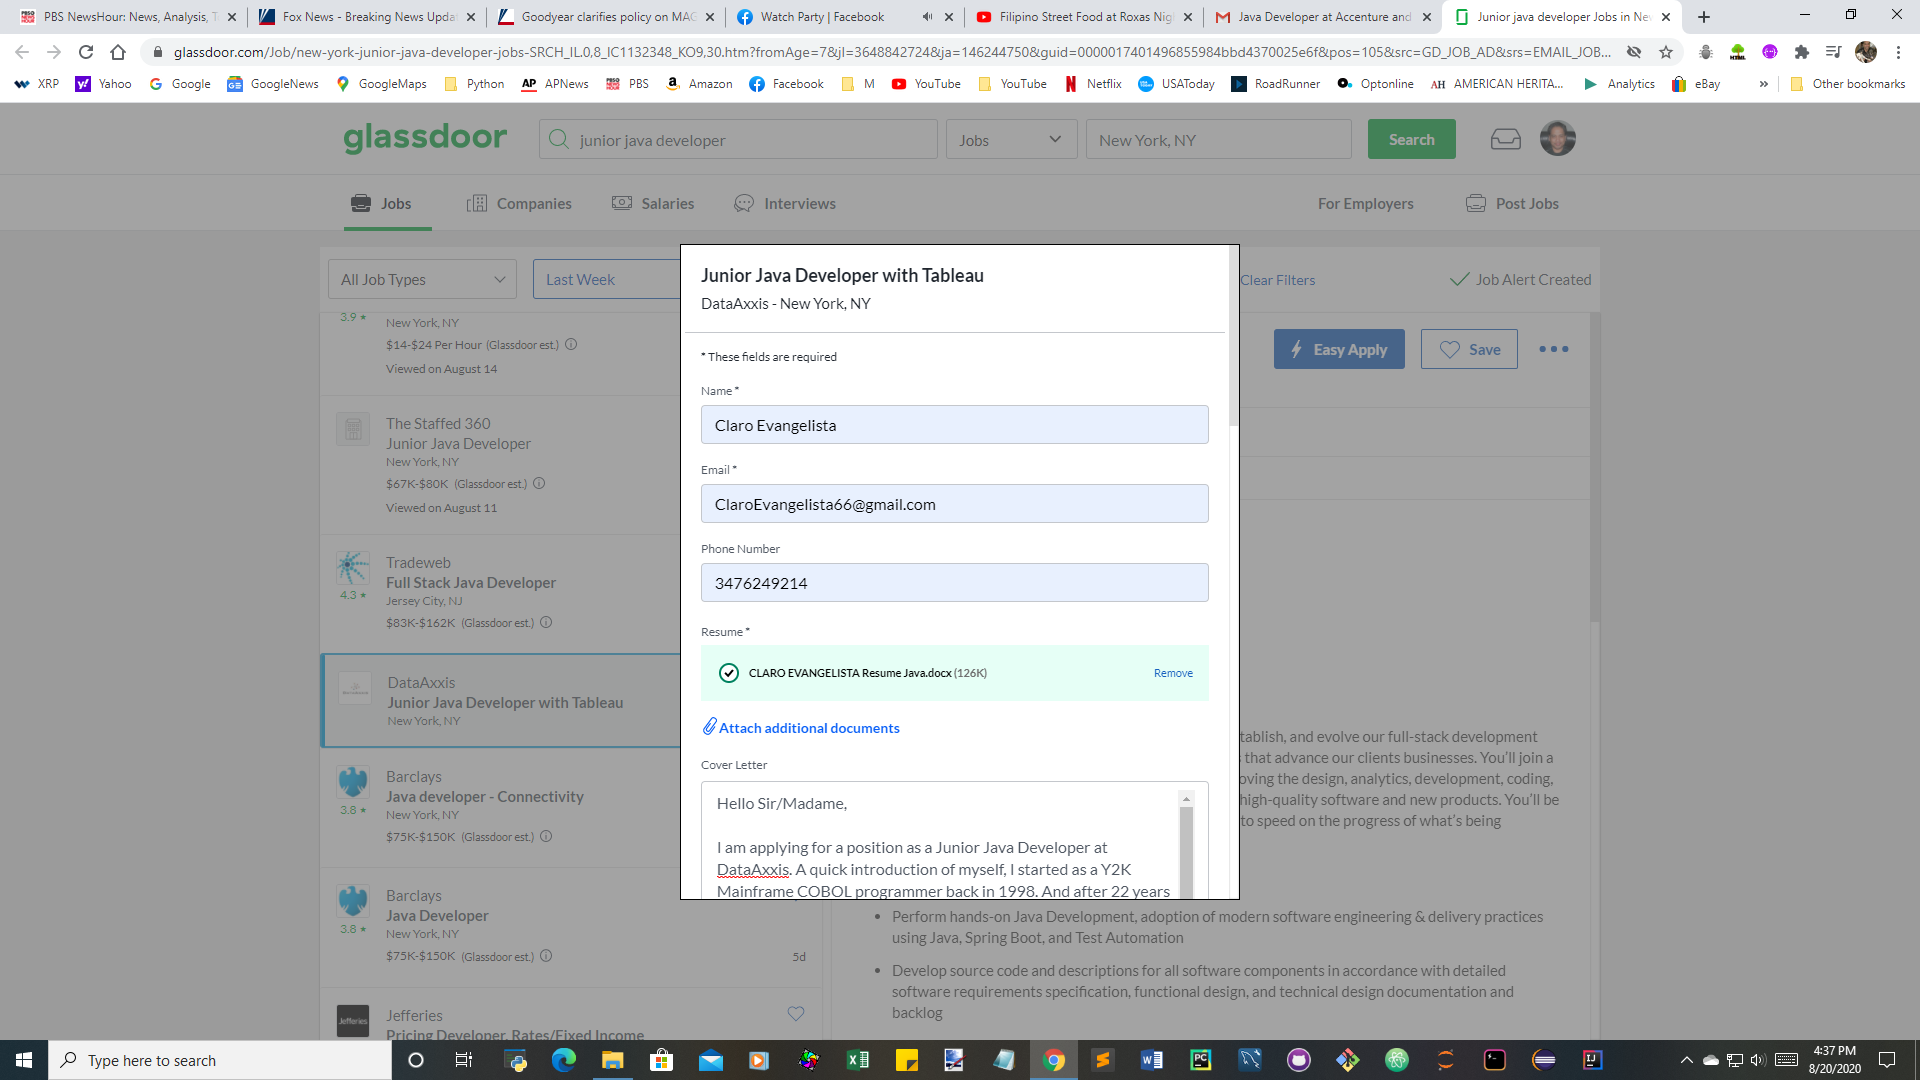 PBS NewsHour: News, Analysis, T
Fox News - Breaking News Upda
Goodyear clarifies policy on MAG
Watch Party | Facebook
Filipino Street Food at Roxas Nig
Java Developer at Accenture and
Junior java developer Jobs in Nev
glassdoor.com/Job/new-york-junior-java-developer-jobs-SRCH_IL.0,8_IC1132348_KO9,30.htm?fromAge=7&jl=3648842724&ja=146244750&guid=0000017401496855984bbd4370025e6f&pos=105&src=GD_JOB_AD&srs=EMAIL_JOB...
XRP
Yahoo
Google
GoogleNews
GoogleMaps
Python
AP APNews
PBS
Amazon
Facebook
M
YouTube
YouTube
Netflix
USAToday
RoadRunner
Optonline
AH AMERICAN HERITA...
Analytics
eBay
»
Other bookmarks
glassdoor
junior java developer
Jobs
New York, NY
Search
Jobs
Companies
Salaries
Interviews
For Employers
Post Jobs
All Job Types
Last Week
Clear Filters
Job Alert Created
3.9 ★
New York, NY
$14-$24 Per Hour (Glassdoor est.)
Viewed on August 14
The Staffed 360
Junior Java Developer
New York, NY
$67K-$80K (Glassdoor est.)
Viewed on August 11
Tradeweb
Full Stack Java Developer
4.3 ★
Jersey City, NJ
$83K-$162K (Glassdoor est.)
DataAxxis
Junior Java Developer with Tableau
New York, NY
Barclays
Java developer - Connectivity
3.8 ★
New York, NY
$75K-$150K (Glassdoor est.)
Barclays
Java Developer
3.8 ★
New York, NY
$75K-$150K (Glassdoor est.)
5d
Jefferies
Jefferies
Pricing Developer, Rates/Fixed Income
Junior Java Developer with Tableau
DataAxxis - New York, NY
* These fields are required
Name *
Claro Evangelista
Email *
ClaroEvangelista66@gmail.com
Phone Number
3476249214
Resume *
CLARO EVANGELISTA Resume Java.docx (126K)
Remove
Attach additional documents
Cover Letter
Hello Sir/Madame,
I am applying for a position as a Junior Java Developer at
DataAxxis. A quick introduction of myself, I started as a Y2K
Mainframe COBOL programmer back in 1998. And after 22 years
Easy Apply
Save
tablish, and evolve our full-stack development
that advance our clients businesses. You'll join a
oving the design, analytics, development, coding,
high-quality software and new products. You'll be
to speed on the progress of what's being
• Perform hands-on Java Development, adoption of modern software engineering & delivery practices
using Java, Spring Boot, and Test Automation
• Develop source code and descriptions for all software components in accordance with detailed
software requirements specification, functional design, and technical design documentation and
backlog
Type here to search
4:37 PM
8/20/2020